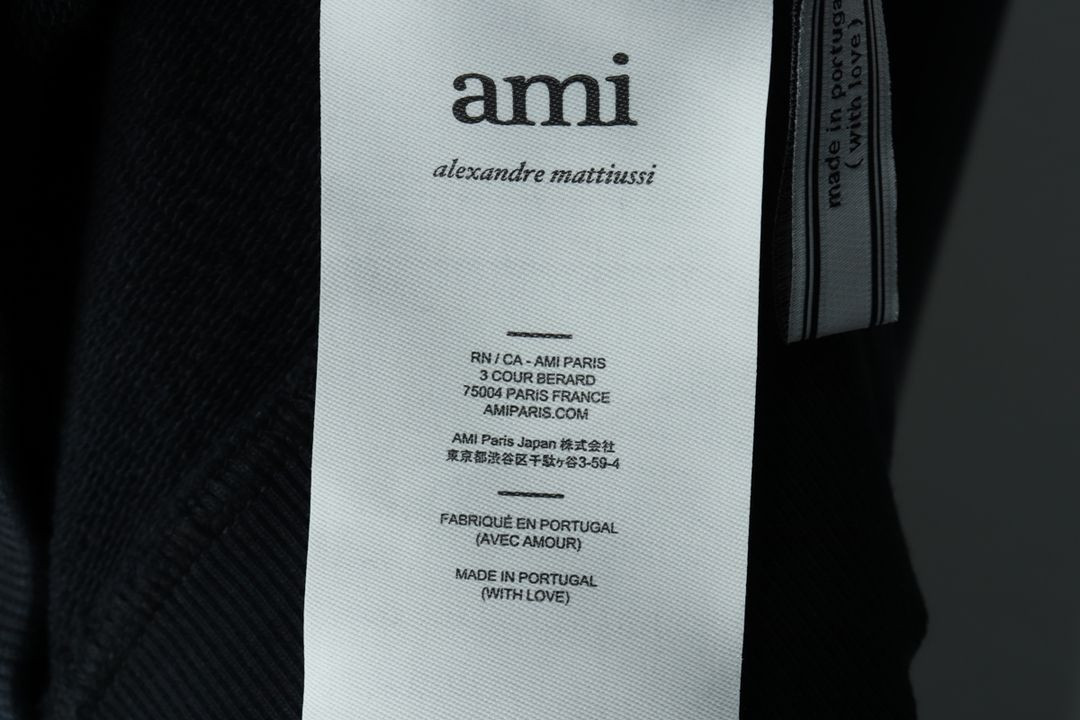 ami
alexandre mattiussi
RN / CA - AMI PARIS
3 COUR BERARD
75004 PARIS FRANCE
AMIPARIS.COM
AMI Paris Japan 株式会社
東京都渋谷区千駄ヶ谷3-59-4
FABRIQUÉ EN PORTUGAL
(AVEC AMOUR)
MADE IN PORTUGAL
(WITH LOVE)
made in portuga
(with love)